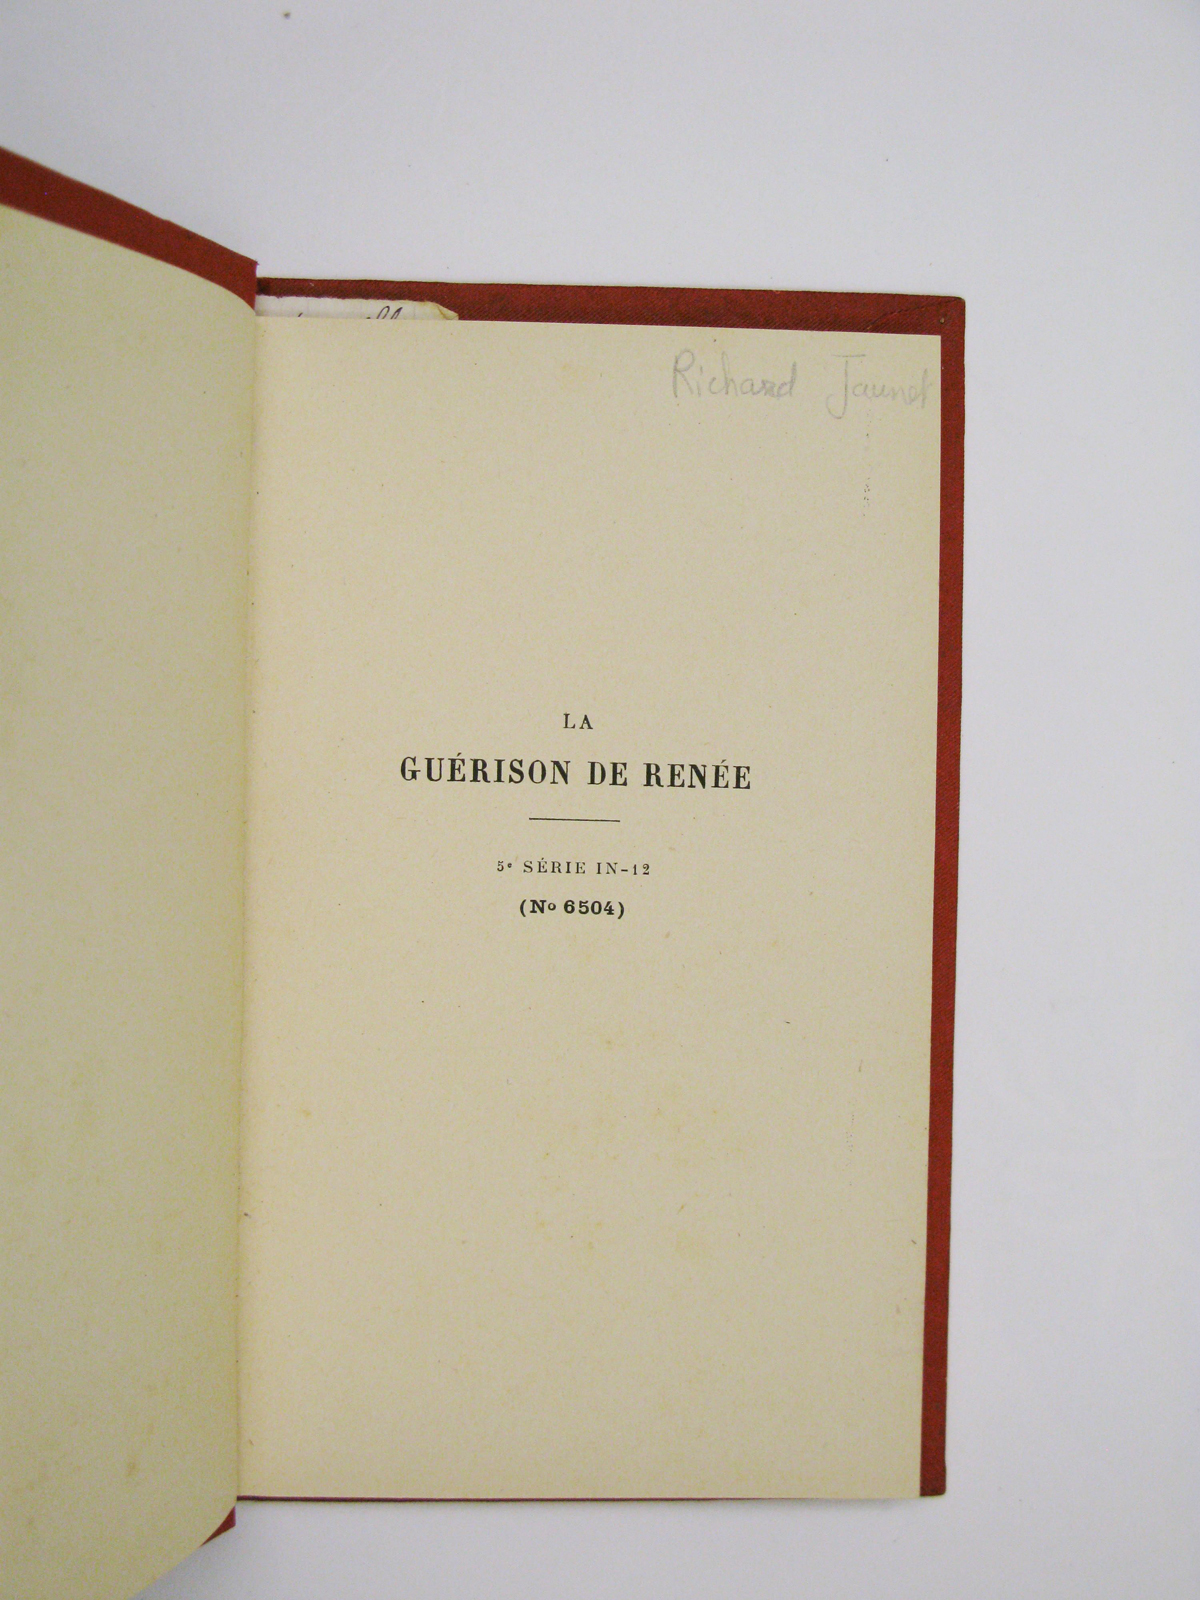 Richard Jaunet
LA
GUÉRISON DE RENÉE
5e SÉRIE IN-12
(No 6504)